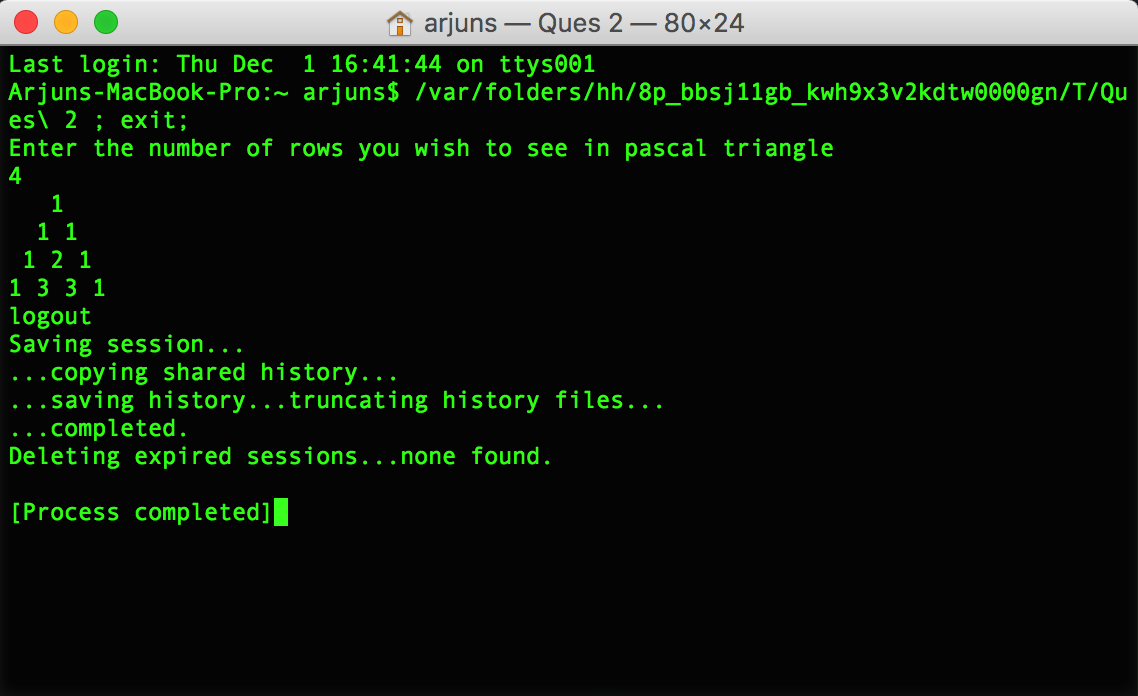 arjuns — Ques 2 — 80×24
Last login: Thu Dec  1 16:41:44 on ttys001
Arjuns-MacBook-Pro:~ arjuns$ /var/folders/hh/8p_bbsj11gb_kwh9x3v2kdtw0000gn/T/Qu
es\ 2 ; exit;
Enter the number of rows you wish to see in pascal triangle
4
   1
  1 1
 1 2 1
1 3 3 1
logout
Saving session...
...copying shared history...
...saving history...truncating history files...
...completed.
Deleting expired sessions...none found.

[Process completed]